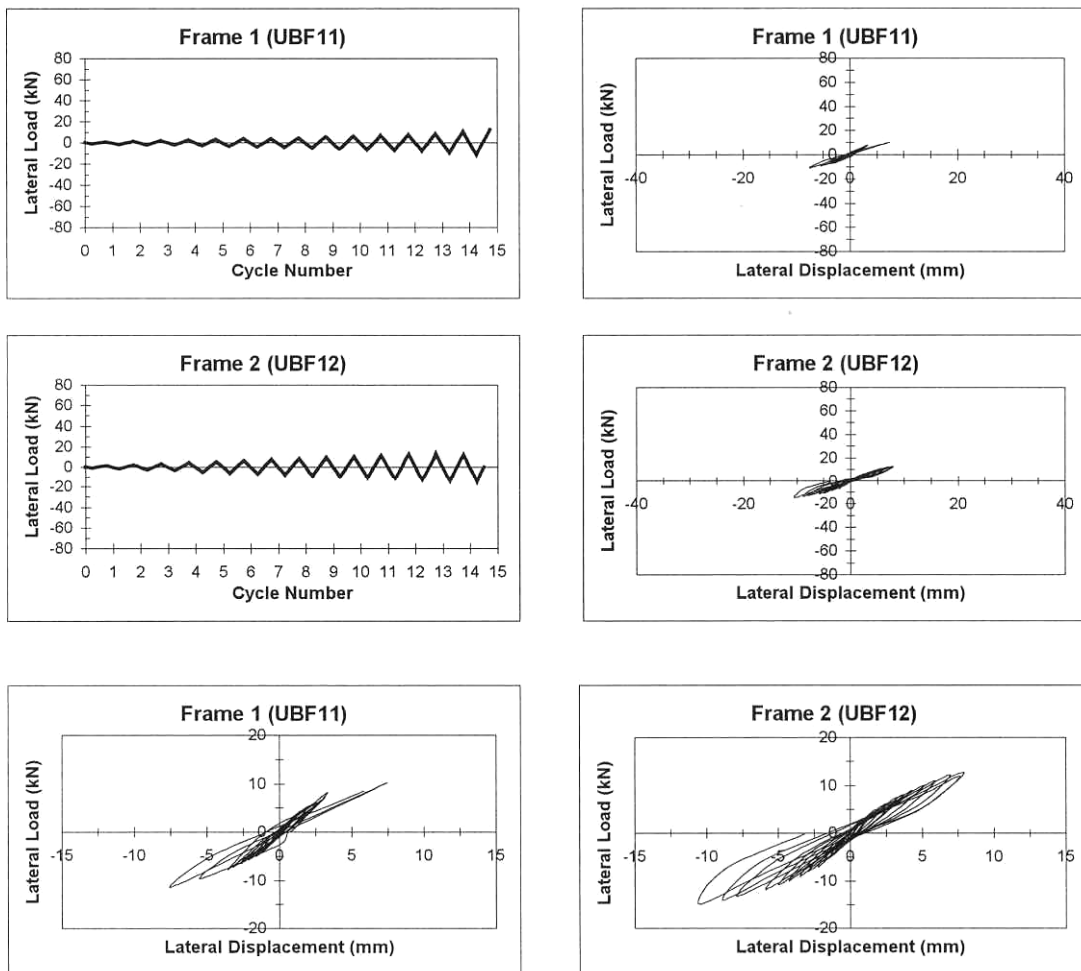 Frame 1 (UBF11)
Lateral Load (kN)
80
60
40
20
0
-20
-40
-60
-80
0 1 2 3 4 5 6 7 8 9 10 11 12 13 14 15
Cycle Number
Frame 1 (UBF11)
Lateral Load (kN)
80
60
40
20
0
-40 -20 0 20 40
-20
-40
-60
-80
Lateral Displacement (mm)
Frame 2 (UBF12)
Lateral Load (kN)
80
60
40
20
0
-20
-40
-60
-80
0 1 2 3 4 5 6 7 8 9 10 11 12 13 14 15
Cycle Number
Frame 2 (UBF12)
Lateral Load (kN)
80
60
40
20
0
-40 -20 0 20 40
-20
-40
-60
-80
Lateral Displacement (mm)
Frame 1 (UBF11)
Lateral Load (kN)
20
10
0
-15 -10 -5 0 5 10 15
-10
-20
Lateral Displacement (mm)
Frame 2 (UBF12)
Lateral Load (kN)
20
10
0
-15 -10 -5 0 5 10 15
-10
-20
Lateral Displacement (mm)